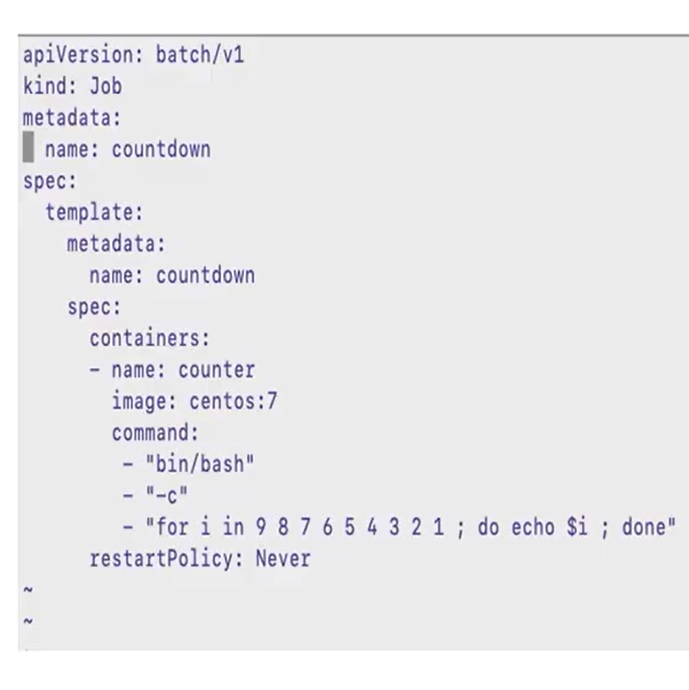 apiVersion: batch/v1
kind: Job
metadata:
  name: countdown
spec:
  template:
    metadata:
      name: countdown
    spec:
      containers:
      - name: counter
        image: centos:7
        command:
         - "bin/bash"
         - "-c"
         - "for i in 9 8 7 6 5 4 3 2 1 ; do echo $i ; done"
      restartPolicy: Never
~
~